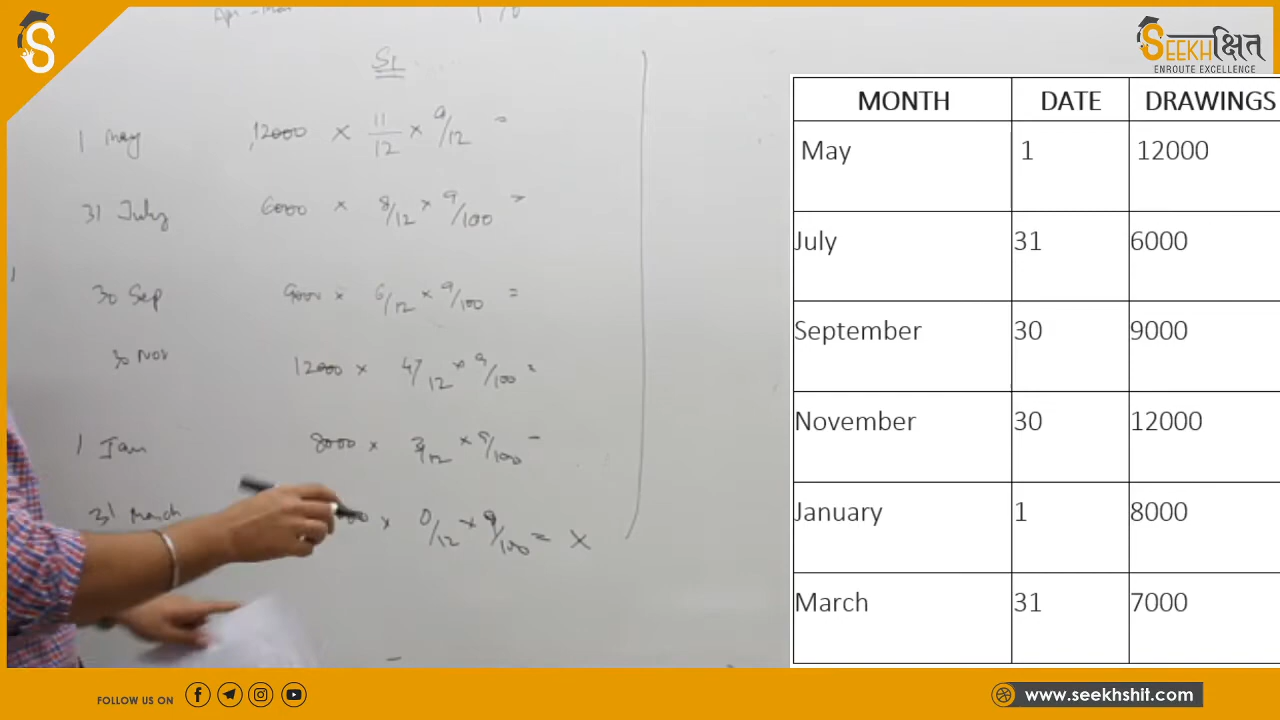 S
SEEKHक्षित
ENROUTE EXCELLENCE
SI
1 May 12000 × 11/12 × 9/12 =
31 July 6000 × 8/12 × 9/100 =
30 Sep 9000 × 6/12 × 9/100 =
30 Nov 12000 × 4/12 × 9/100 =
1 Jan 8000 × 3/12 × 9/100 =
31 March × 0/12 × 9/100 = ×
MONTH DATE DRAWINGS
May 1 12000
July 31 6000
September 30 9000
November 30 12000
January 1 8000
March 31 7000
FOLLOW US ON
www.seekhshit.com